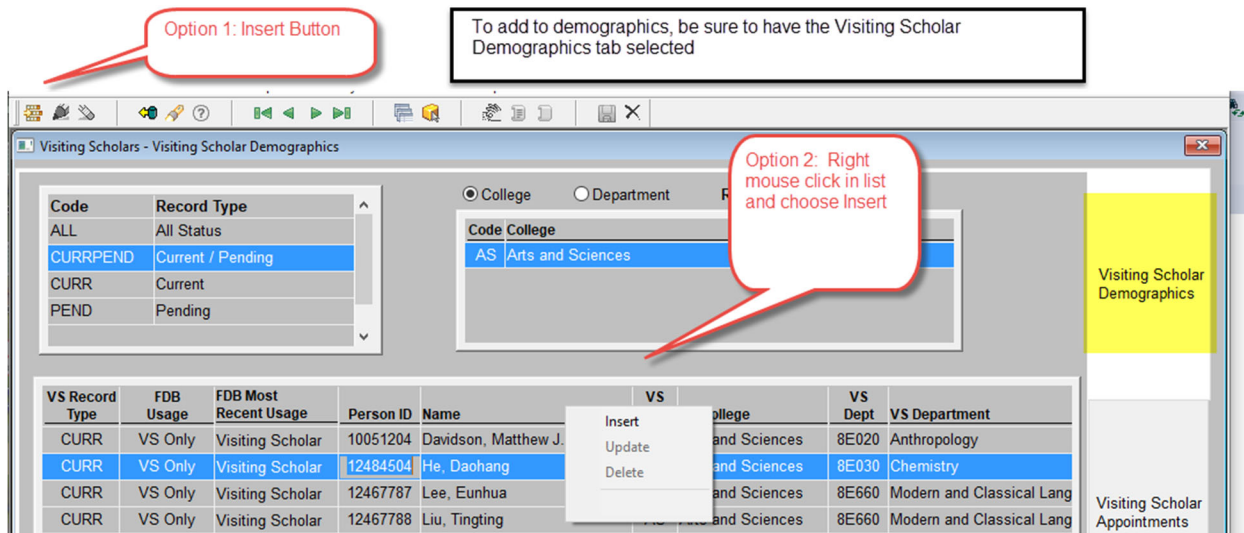 Option 1: Insert Button
To add to demographics, be sure to have the Visiting Scholar
Demographics tab selected
Visiting Scholars - Visiting Scholar Demographics
Option 2: Right
mouse click in list
and choose Insert
College Department R
Code Record Type
ALL All Status
CURRPEND Current / Pending
CURR Current
PEND Pending
Code College
AS Arts and Sciences
Visiting Scholar
Demographics
VS Record Type FDB Usage FDB Most Recent Usage Person ID Name VS ollege VS Dept VS Department
CURR VS Only Visiting Scholar 10051204 Davidson, Matthew J. and Sciences 8E020 Anthropology
CURR VS Only Visiting Scholar 12484504 He, Daohang and Sciences 8E030 Chemistry
CURR VS Only Visiting Scholar 12467787 Lee, Eunhua and Sciences 8E660 Modern and Classical Lang
CURR VS Only Visiting Scholar 12467788 Liu, Tingting AS Arts and Sciences 8E660 Modern and Classical Lang
Insert
Update
Delete
Visiting Scholar
Appointments